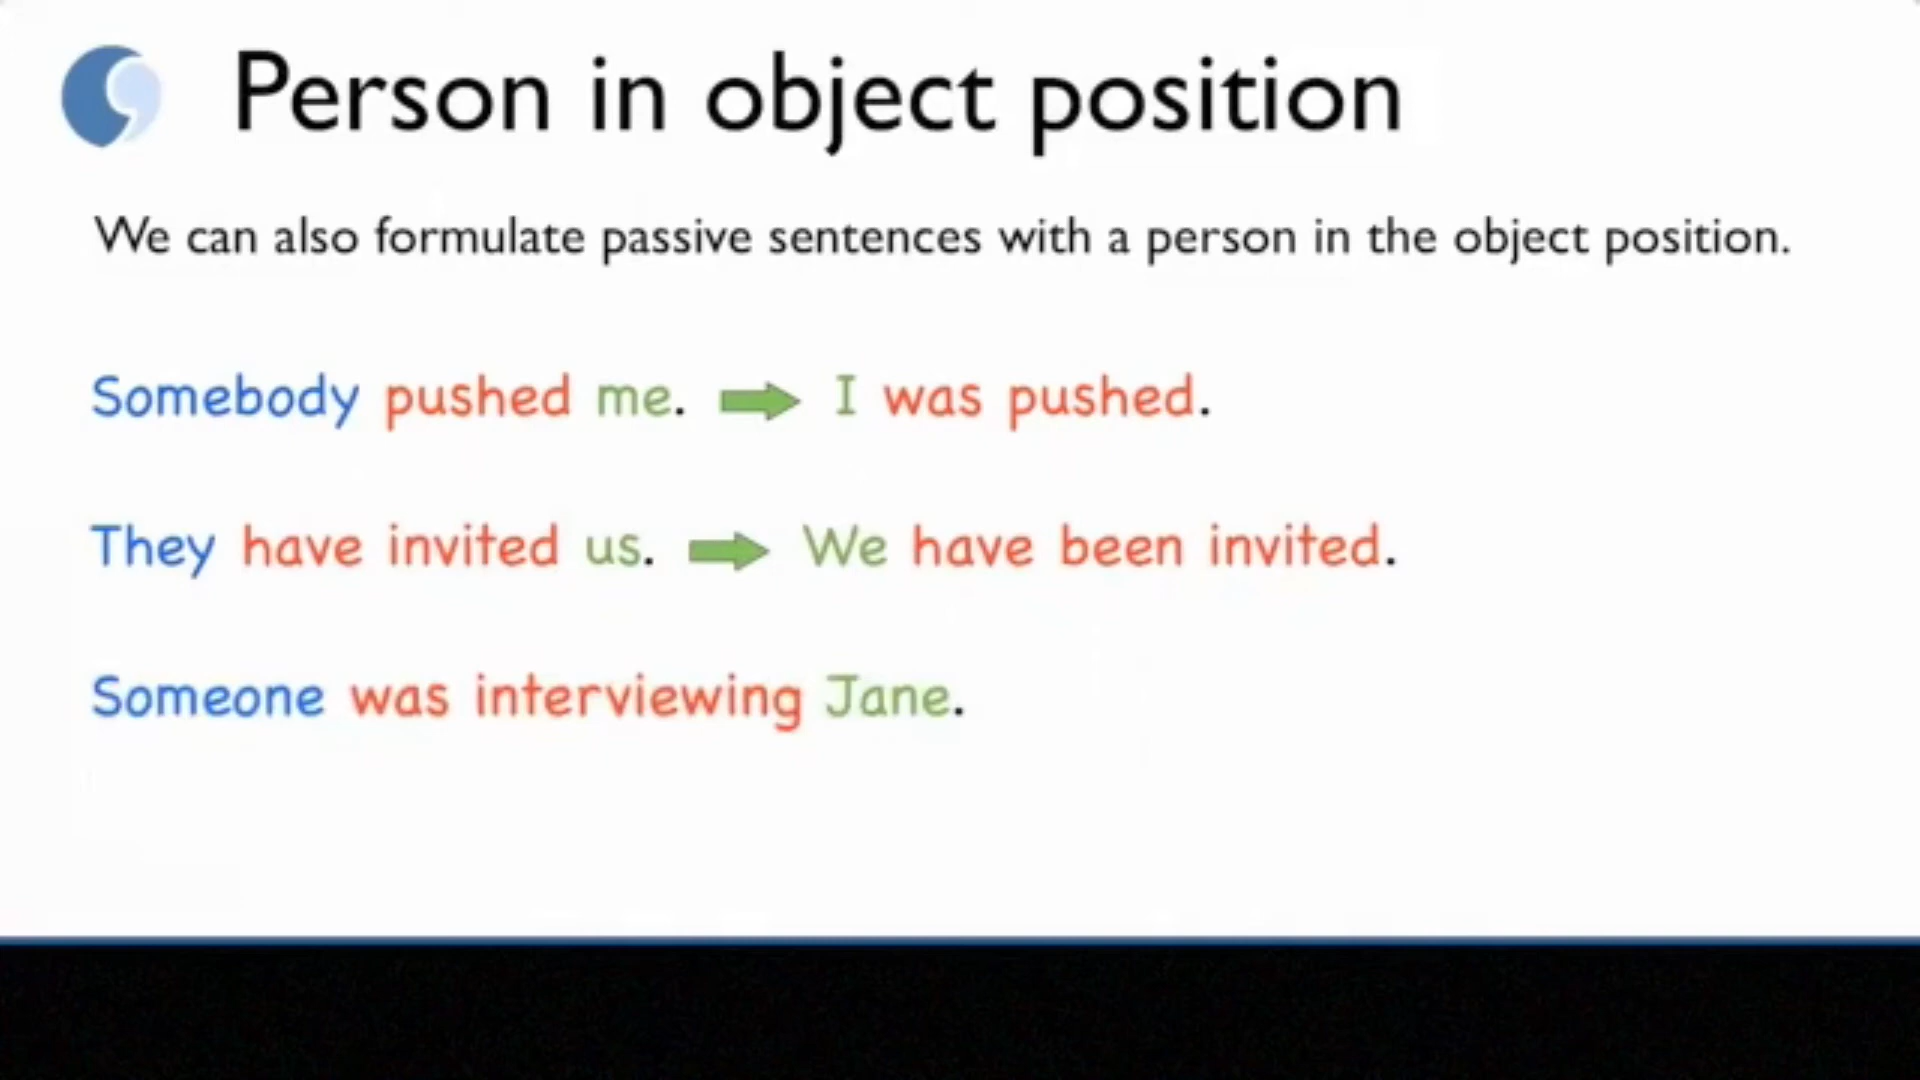 Person in object position
We can also formulate passive sentences with a person in the object position.
Somebody pushed me. ➡ I was pushed.
They have invited us. ➡ We have been invited.
Someone was interviewing Jane.